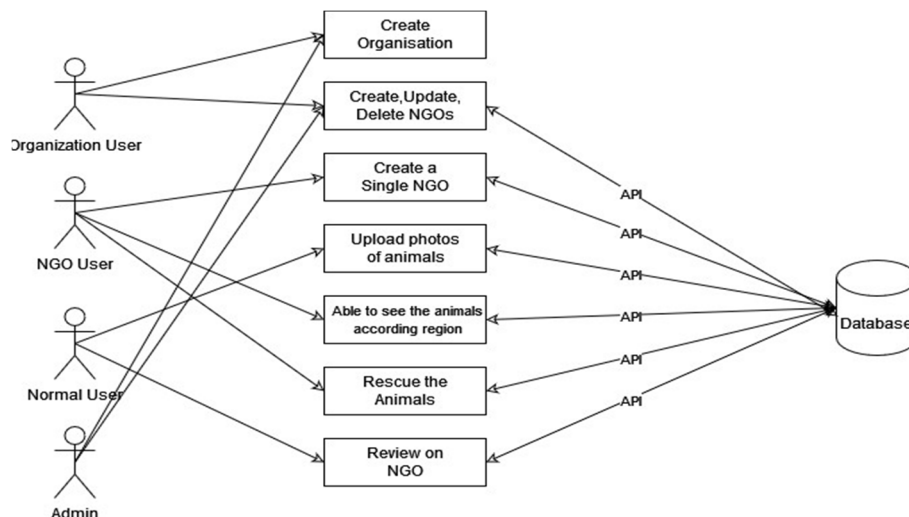 Create
Organisation
Create,Update,
Delete NGOs
Organization User
Create a
Single NGO
API
NGO User
Upload photos
of animals
API
API
Able to see the animals
according region
API
Database
Normal User
Rescue the
Animals
API
API
Review on
NGO
Admin